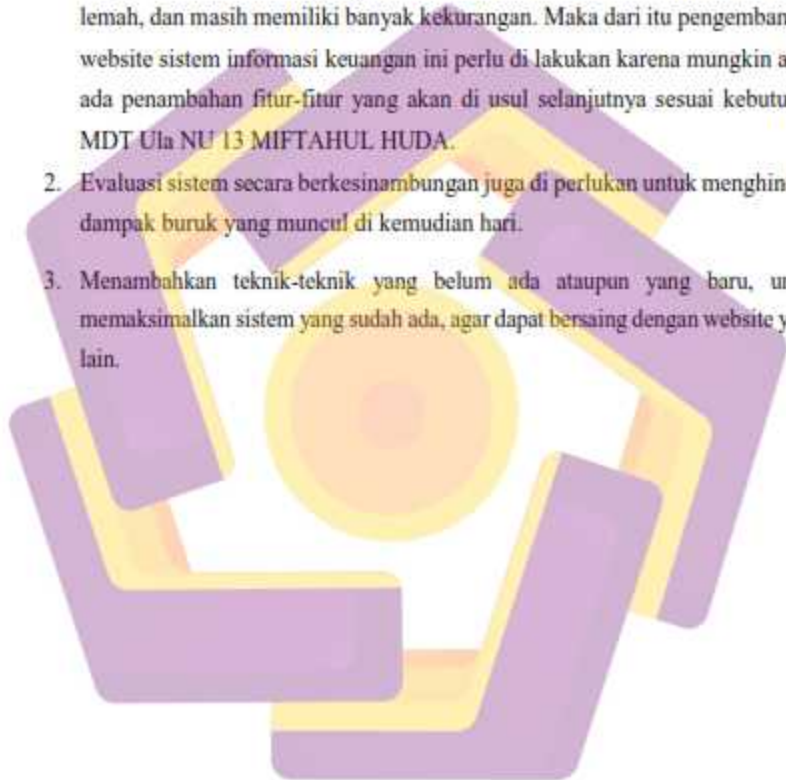 lemah, dan masih memiliki banyak kekurangan. Maka dari itu pengemban
website sistem informasi keuangan ini perlu di lakukan karena mungkin a
ada penambahan fitur-fitur yang akan di usul selanjutnya sesuai kebutu
MDT Ula NU 13 MIFTAHUL HUDA.
2. Evaluasi sistem secara berkesinambungan juga di perlukan untuk menghin
dampak buruk yang muncul di kemudian hari.
3. Menambahkan teknik-teknik yang belum ada ataupun yang baru, un
memaksimalkan sistem yang sudah ada, agar dapat bersaing dengan website y
lain.